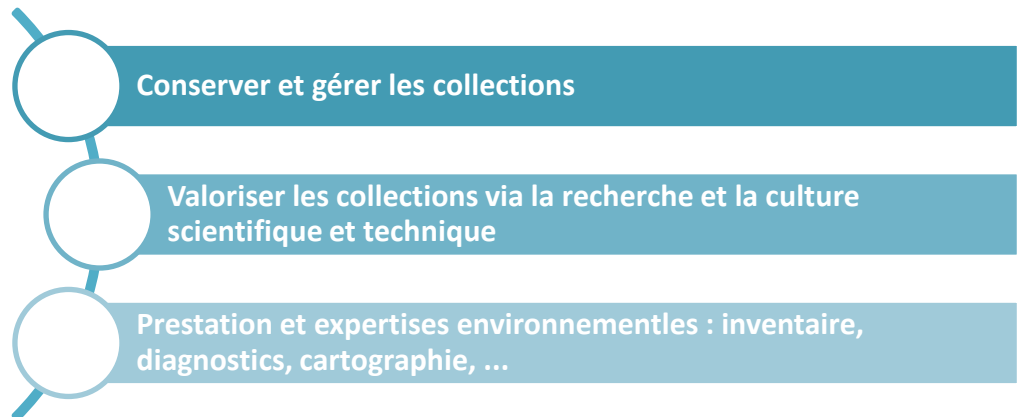 Conserver et gérer les collections
Valoriser les collections via la recherche et la culture
scientifique et technique
Prestation et expertises environnementles : inventaire,
diagnostics, cartographie, ...